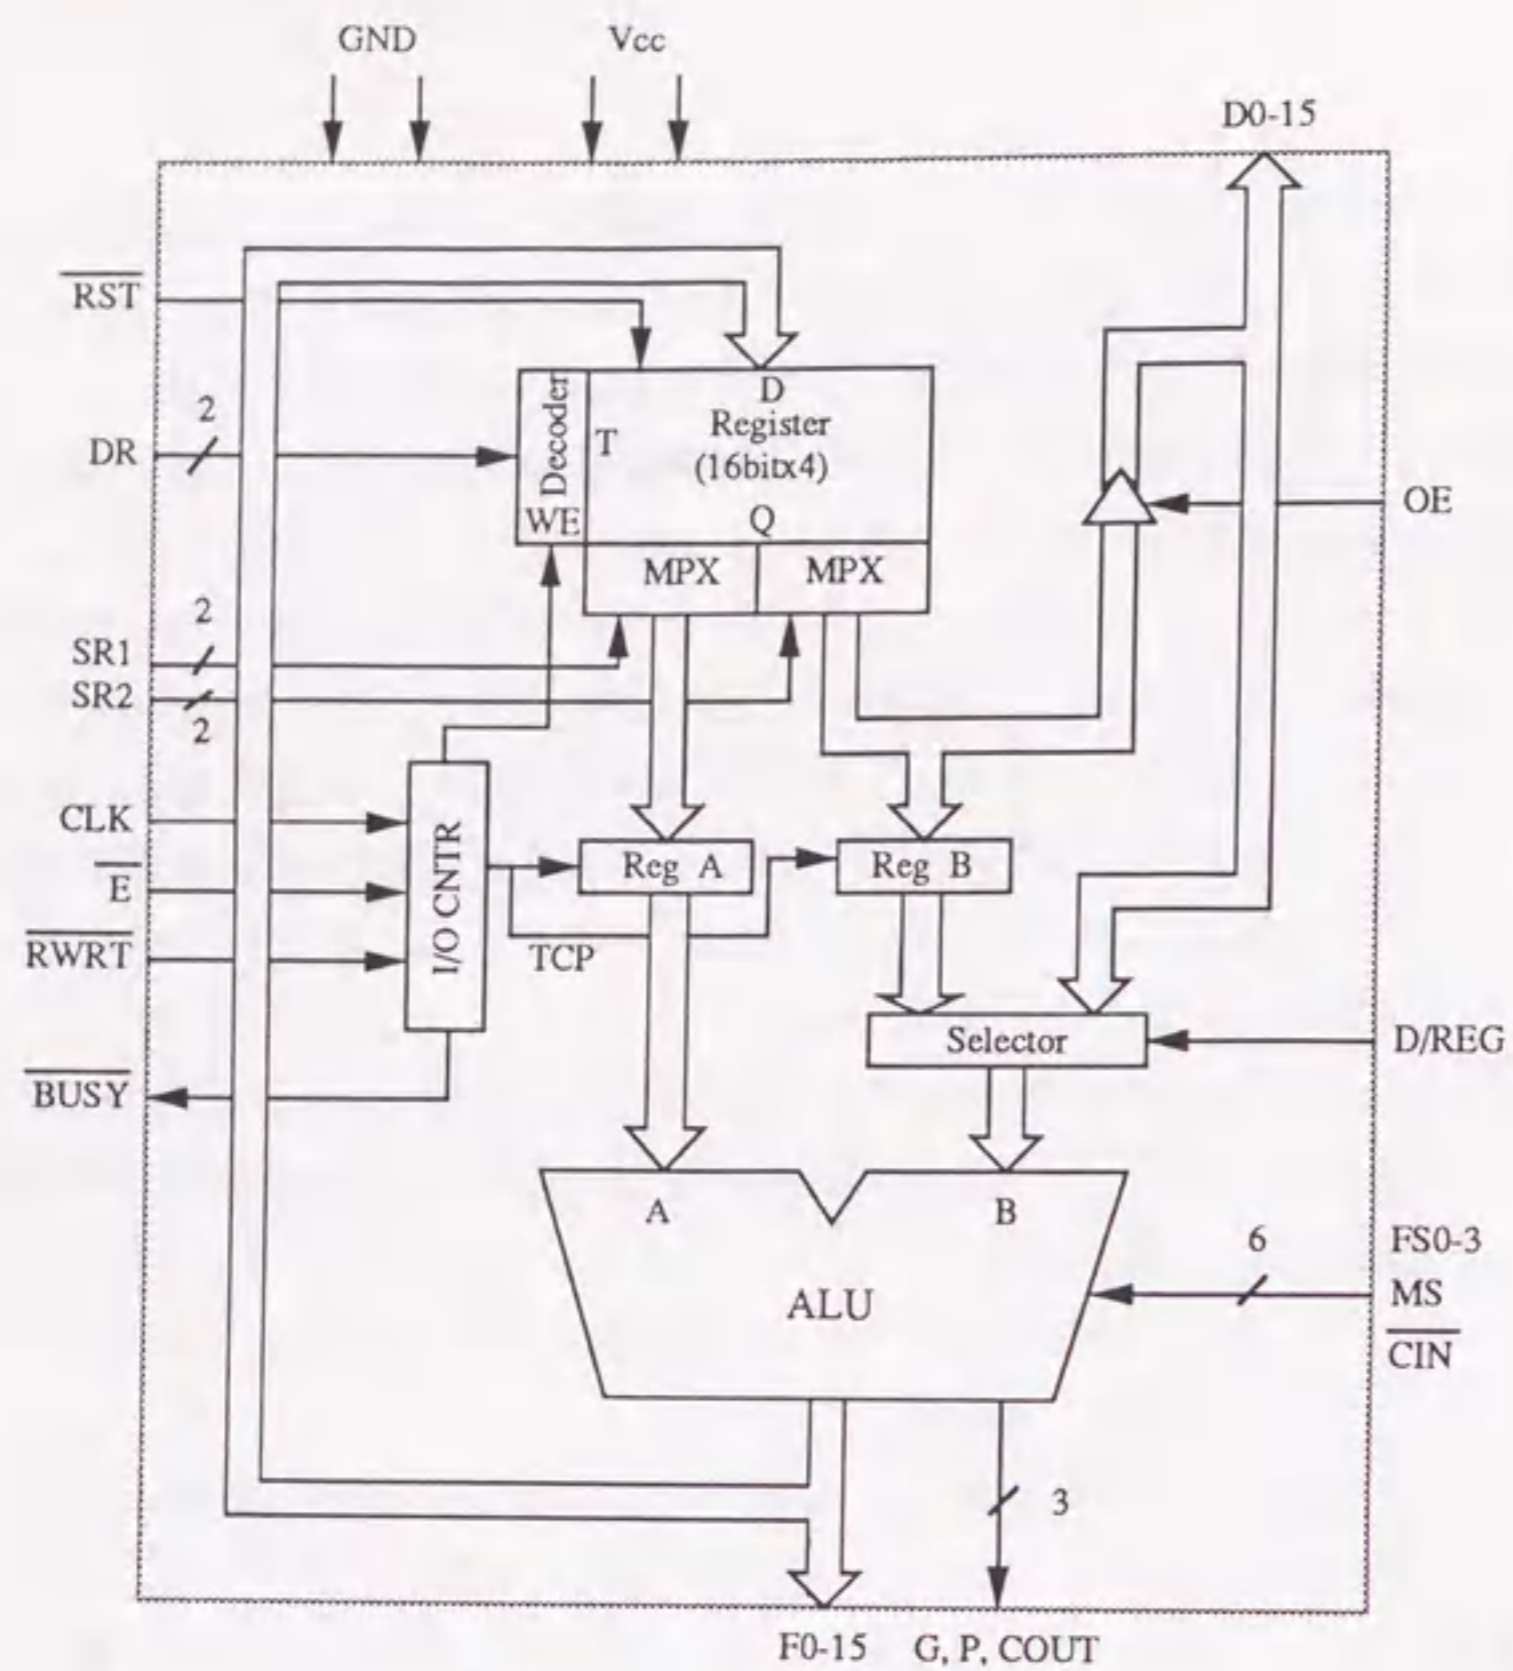 GND
Vcc
D0-15
RST
2
DR
Decoder
WE
T
D
Register
(16bitx4)
Q
OE
MPX
MPX
2
SR1
SR2
2
CLK
E
RWRT
BUSY
I/O CNTR
TCP
Reg A
Reg B
Selector
D/REG
A
B
ALU
6
FS0-3
MS
CIN
3
F0-15
G, P, COUT